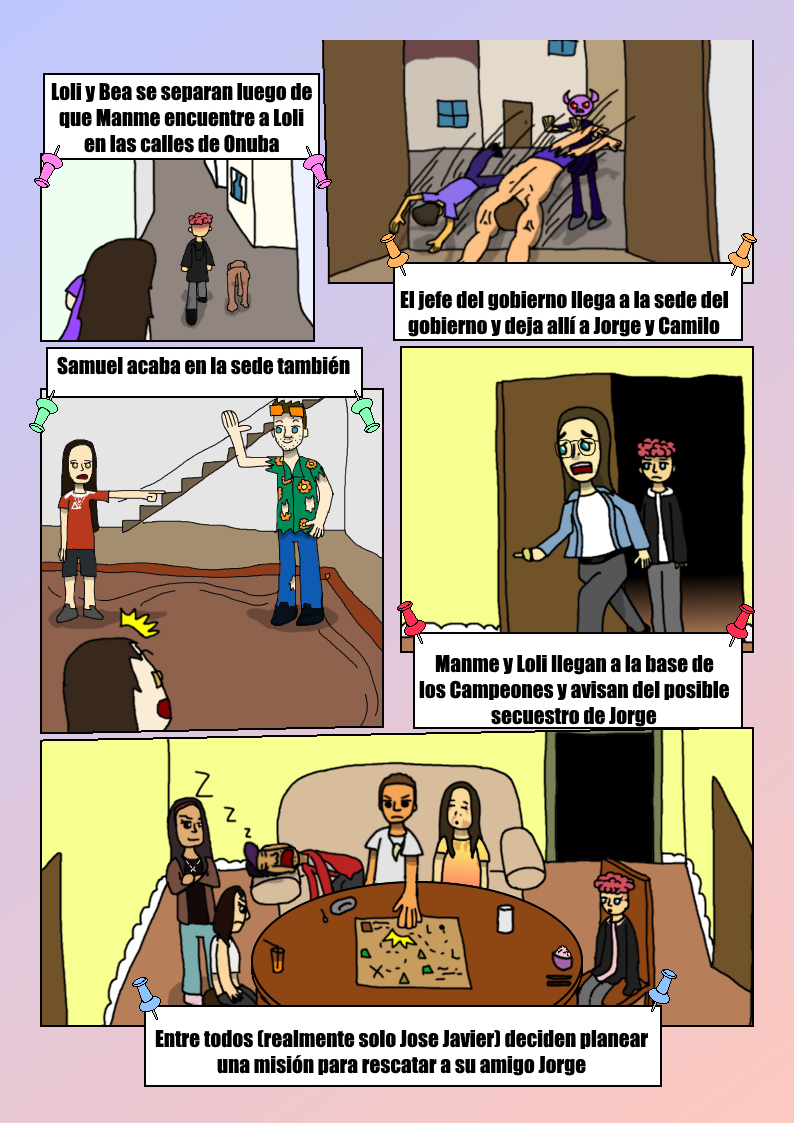 Loli y Bea se separan luego de
que Manme encuentre a Loli
en las calles de Onuba
El jefe del gobierno llega a la sede del
gobierno y deja allí a Jorge y Camilo
Samuel acaba en la sede también
Manme y Loli llegan a la base de
los Campeones y avisan del posible
secuestro de Jorge
Z
Z
Z
Z
Entre todos (realmente solo Jose Javier) deciden planear
una misión para rescatar a su amigo Jorge